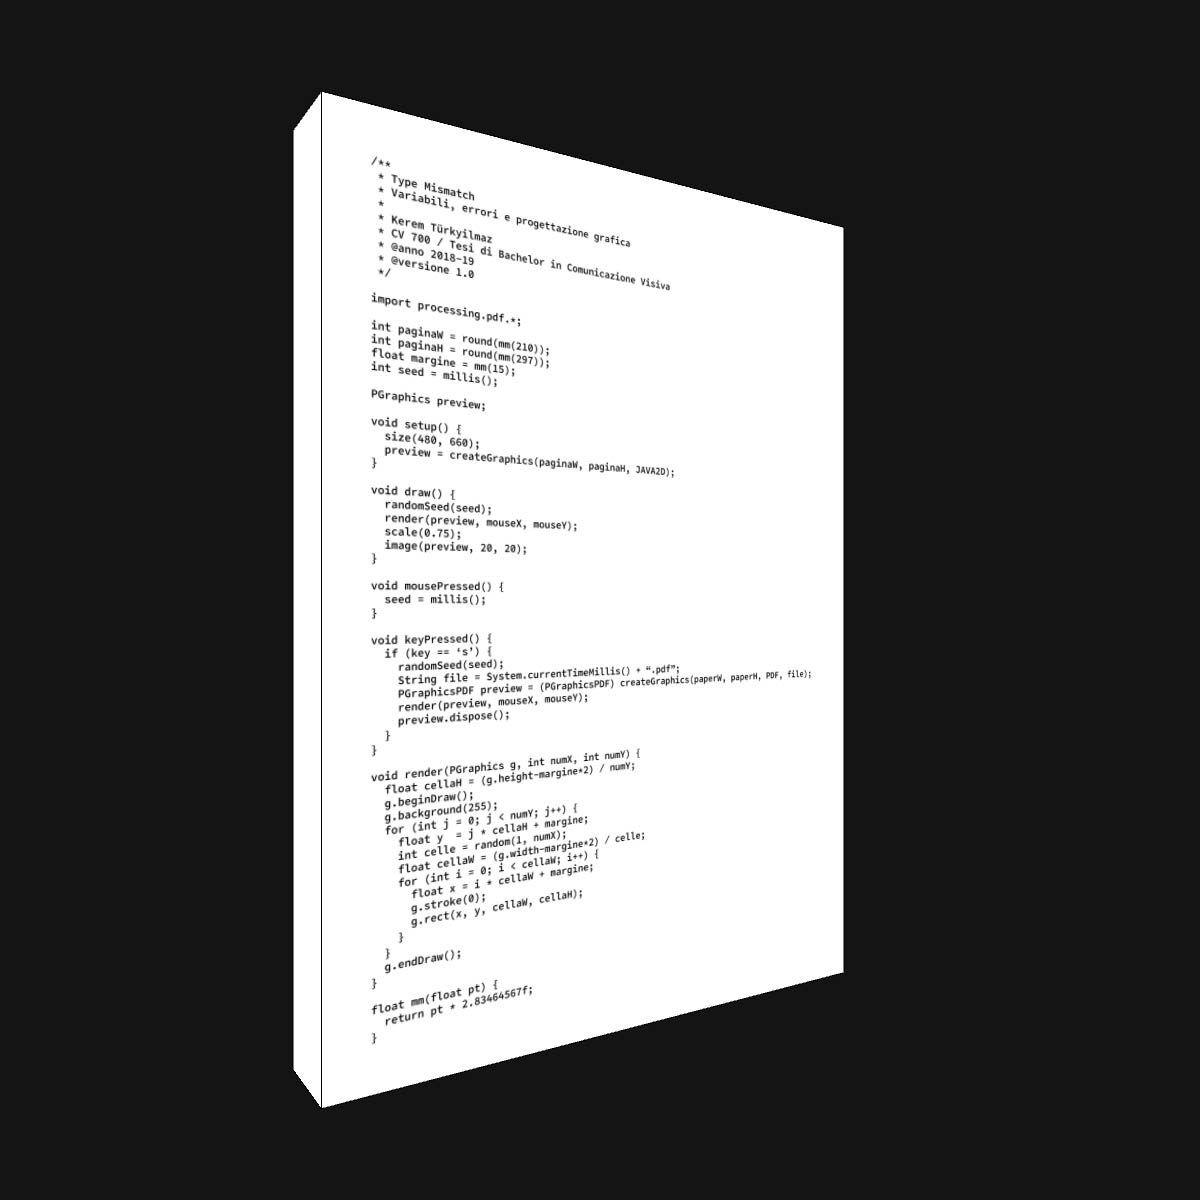 /**
 * Type Mismatch
 * Variabili, errori e progettazione grafica
 *
 * Kerem Türkyilmaz
 * CV 700 / Tesi di Bachelor in Comunicazione Visiva
 * @anno 2018-19
 * @versione 1.0
 */

import processing.pdf.*;

int paginaW = round(mm(210));
int paginaH = round(mm(297));
float margine = mm(15);
int seed = millis();

PGraphics preview;

void setup() {
  size(480, 660);
  preview = createGraphics(paginaW, paginaH, JAVA2D);
}

void draw() {
  randomSeed(seed);
  render(preview, mouseX, mouseY);
  scale(0.75);
  image(preview, 20, 20);
}

void mousePressed() {
  seed = millis();
}

void keyPressed() {
  if (key == ‘s’) {
    randomSeed(seed);
    String file = System.currentTimeMillis() + “.pdf”;
    PGraphicsPDF preview = (PGraphicsPDF) createGraphics(paperW, paperH, PDF, file);
    render(preview, mouseX, mouseY);
    preview.dispose();
  }
}

void render(PGraphics g, int numX, int numY) {
  float cellaH = (g.height-margine*2) / numY;
  g.beginDraw();
  g.background(255);
  for (int j = 0; j < numY; j++) {
    float y  = j * cellaH + margine;
    int celle = random(1, numX);
    float cellaW = (g.width-margine*2) / celle;
    for (int i = 0; i < cellaW; i++) {
      float x = i * cellaW + margine;
      g.stroke(0);
      g.rect(x, y, cellaW, cellaH);
    }
  }
  g.endDraw();
}

float mm(float pt) {
  return pt * 2.83464567f;
}